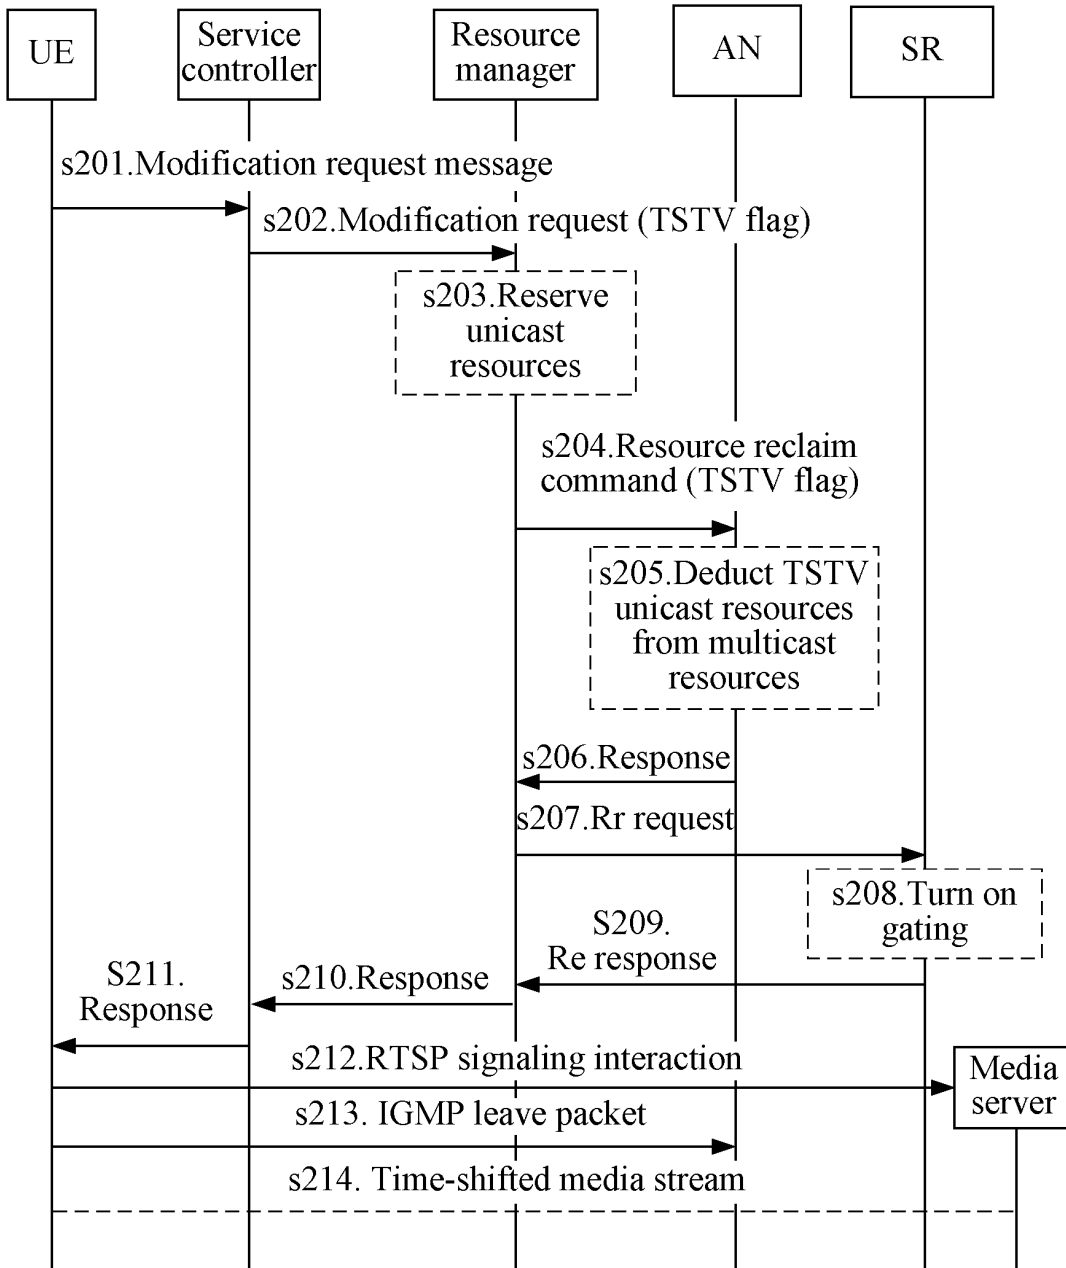 UE
Service
controller
Resource
manager
AN
SR
s201.Modification request message
s202.Modification request (TSTV flag)
s203.Reserve
unicast
resources
s204.Resource reclaim
command (TSTV flag)
s205.Deduct TSTV
unicast resources
from multicast
resources
s206.Response
s207.Rr request
s208.Turn on
gating
S209.
Re response
s210.Response
S211.
Response
s212.RTSP signaling interaction
Media
server
s213. IGMP leave packet
s214. Time-shifted media stream